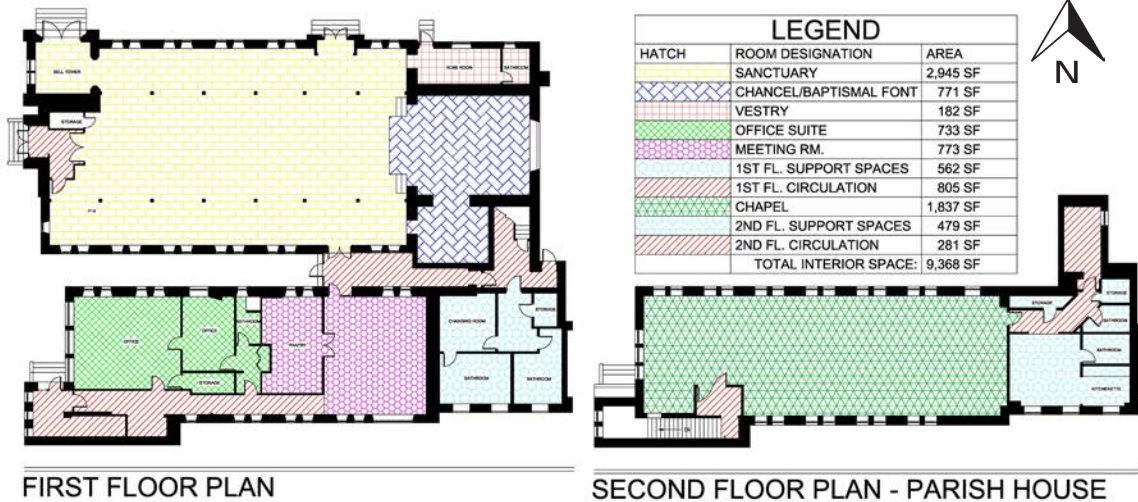 BELL TOWER
STORAGE
ROBE ROOM
BATHROOM
OFFICE
OFFICE
BATHROOM
STORAGE
PANTRY
CHANGING ROOM
STORAGE
BATHROOM
BATHROOM
FIRST FLOOR PLAN
LEGEND
HATCH ROOM DESIGNATION AREA
SANCTUARY 2,945 SF
CHANCEL/BAPTISMAL FONT 771 SF
VESTRY 182 SF
OFFICE SUITE 733 SF
MEETING RM. 773 SF
1ST FL. SUPPORT SPACES 562 SF
1ST FL. CIRCULATION 805 SF
CHAPEL 1,837 SF
2ND FL. SUPPORT SPACES 479 SF
2ND FL. CIRCULATION 281 SF
TOTAL INTERIOR SPACE: 9,368 SF
N
STORAGE
STORAGE
BATHROOM
BATHROOM
KITCHENETTE
SECOND FLOOR PLAN - PARISH HOUSE